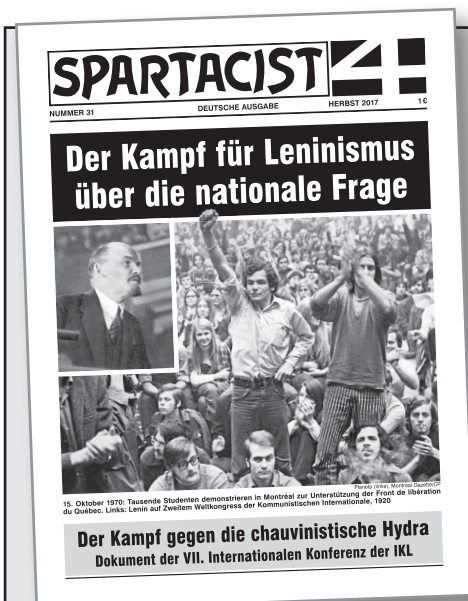 SPARTACIST 4
NUMMER 31 DEUTSCHE AUSGABE HERBST 2017 1 €
Der Kampf für Leninismus
über die nationale Frage
Planeta (links), Montreal Gazette/CP
15. Oktober 1970: Tausende Studenten demonstrieren in Montréal zur Unterstützung der Front de libération
du Québec. Links: Lenin auf Zweitem Weltkongress der Kommunistischen Internationale, 1920
Der Kampf gegen die chauvinistische Hydra
Dokument der VII. Internationalen Konferenz der IKL